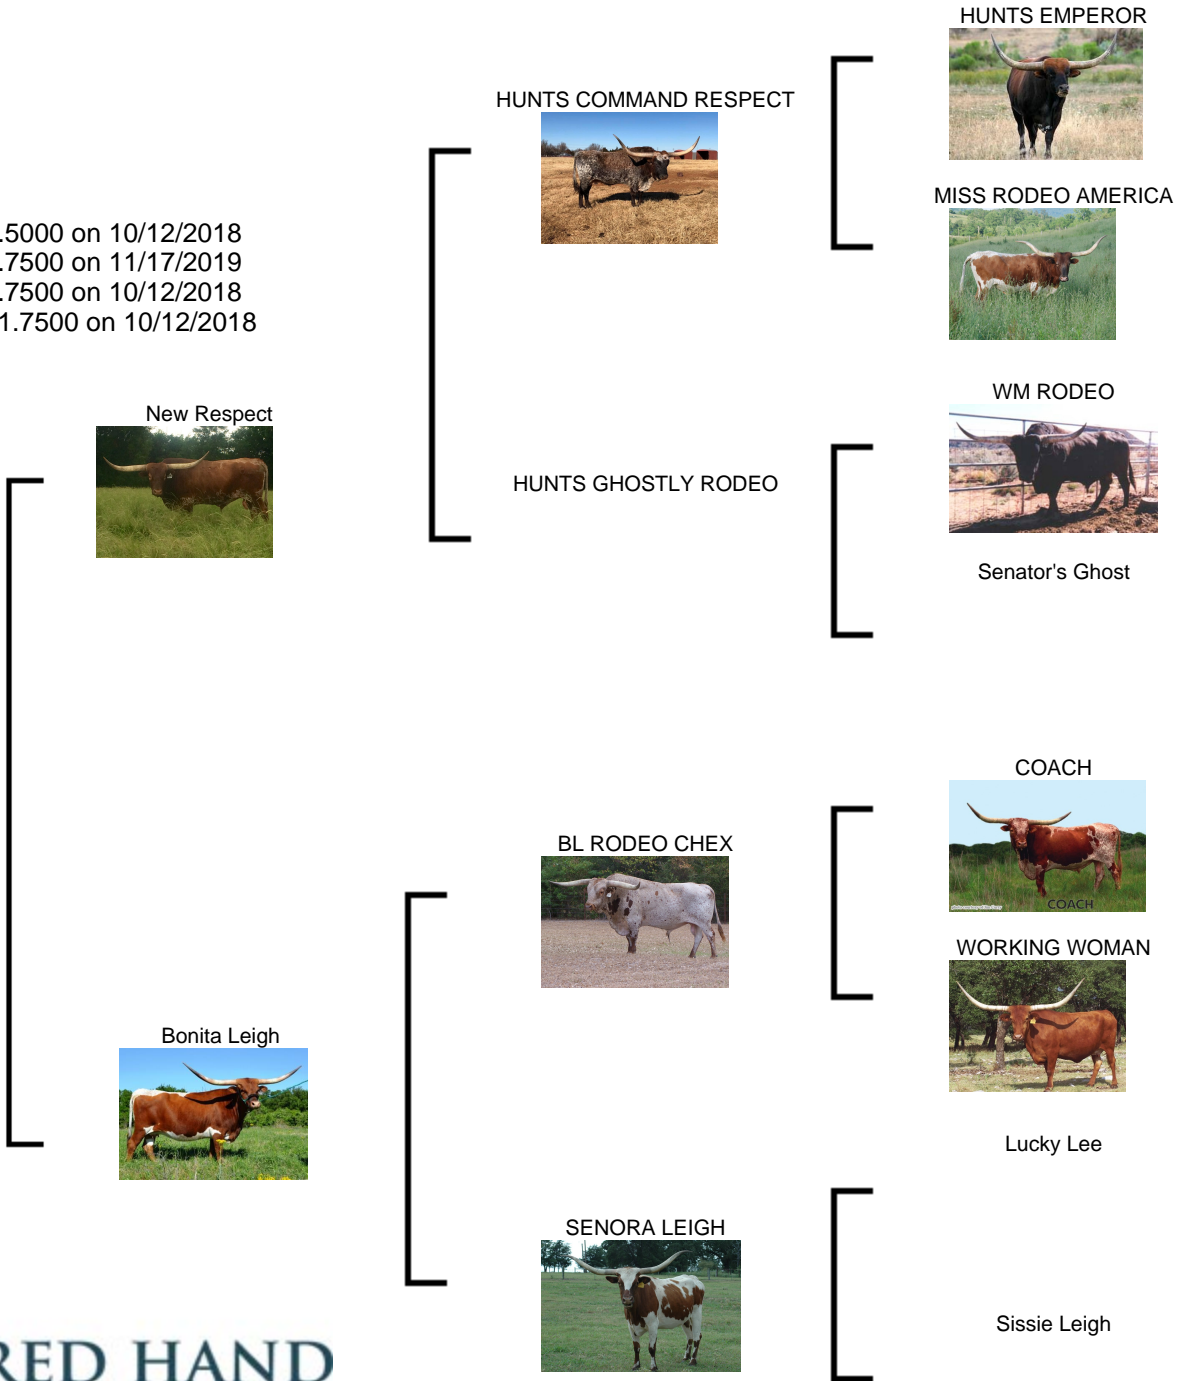 HUNTS EMPEROR
HUNTS COMMAND RESPECT
MISS RODEO AMERICA
.5000 on 10/12/2018
.7500 on 11/17/2019
.7500 on 10/12/2018
1.7500 on 10/12/2018
WM RODEO
New Respect
HUNTS GHOSTLY RODEO
Senator's Ghost
COACH
BL RODEO CHEX
COACH
WORKING WOMAN
Bonita Leigh
Lucky Lee
SENORA LEIGH
Sissie Leigh
RED HAND